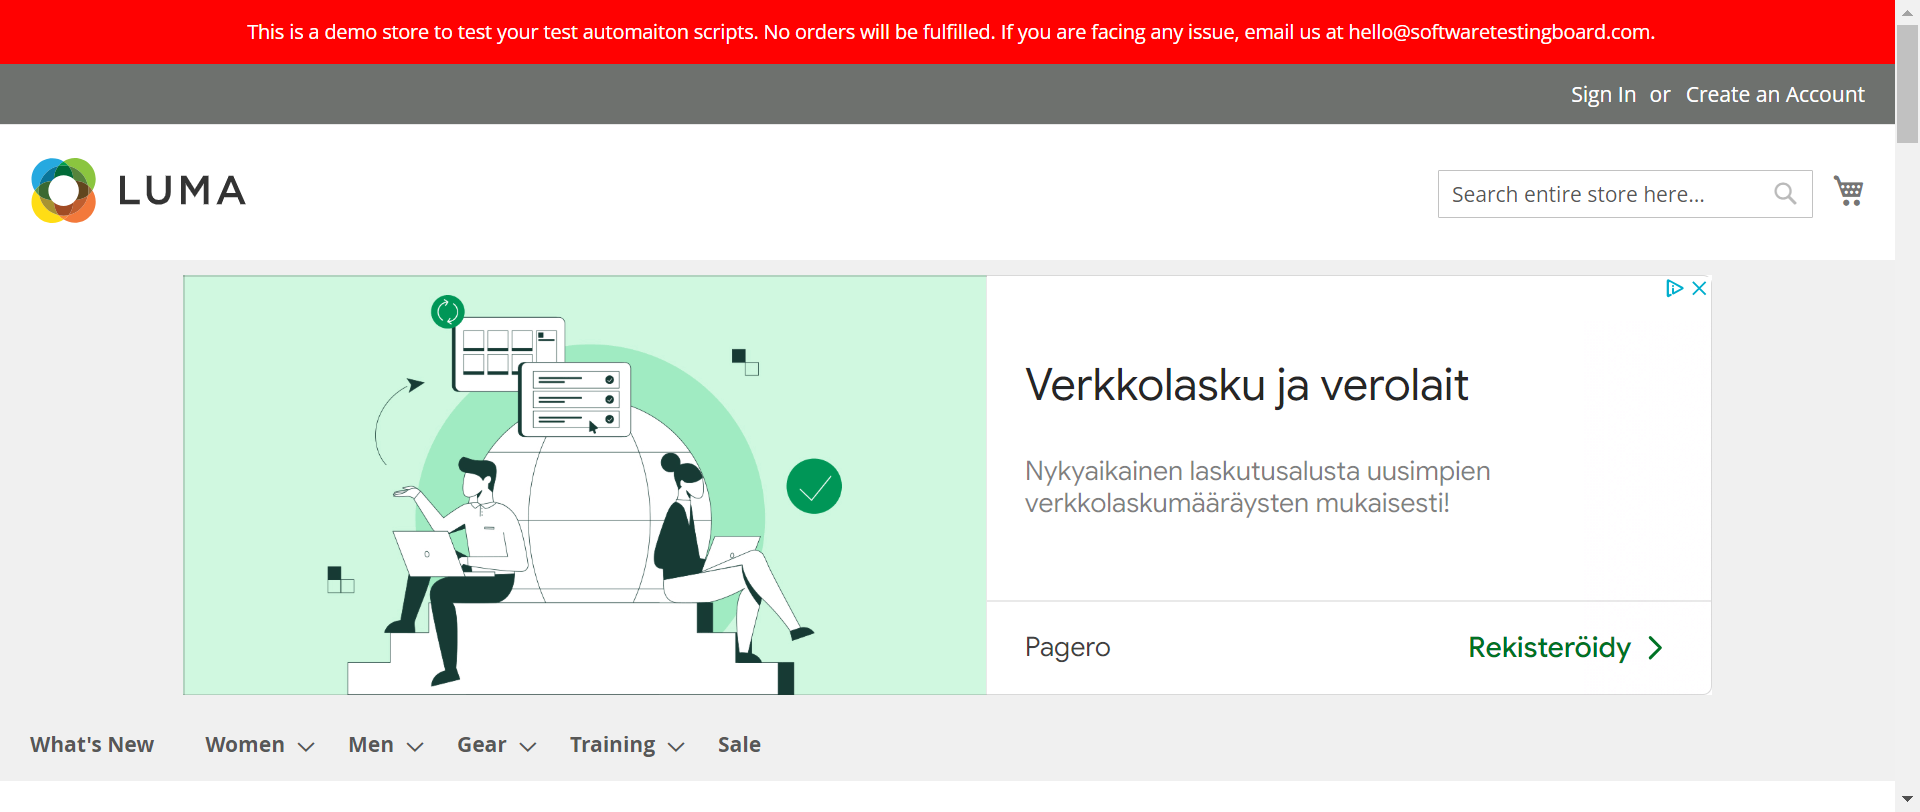 This is a demo store to test your test automaiton scripts. No orders will be fulfilled. If you are facing any issue, email us at hello@softwaretestingboard.com.
Sign In or Create an Account
LUMA
Search entire store here...
Verkkolasku ja verolait
Nykyaikainen laskutusalusta uusimpien
verkkolaskumääräysten mukaisesti!
Pagero
Rekisteröidy
What's New Women Men Gear Training Sale